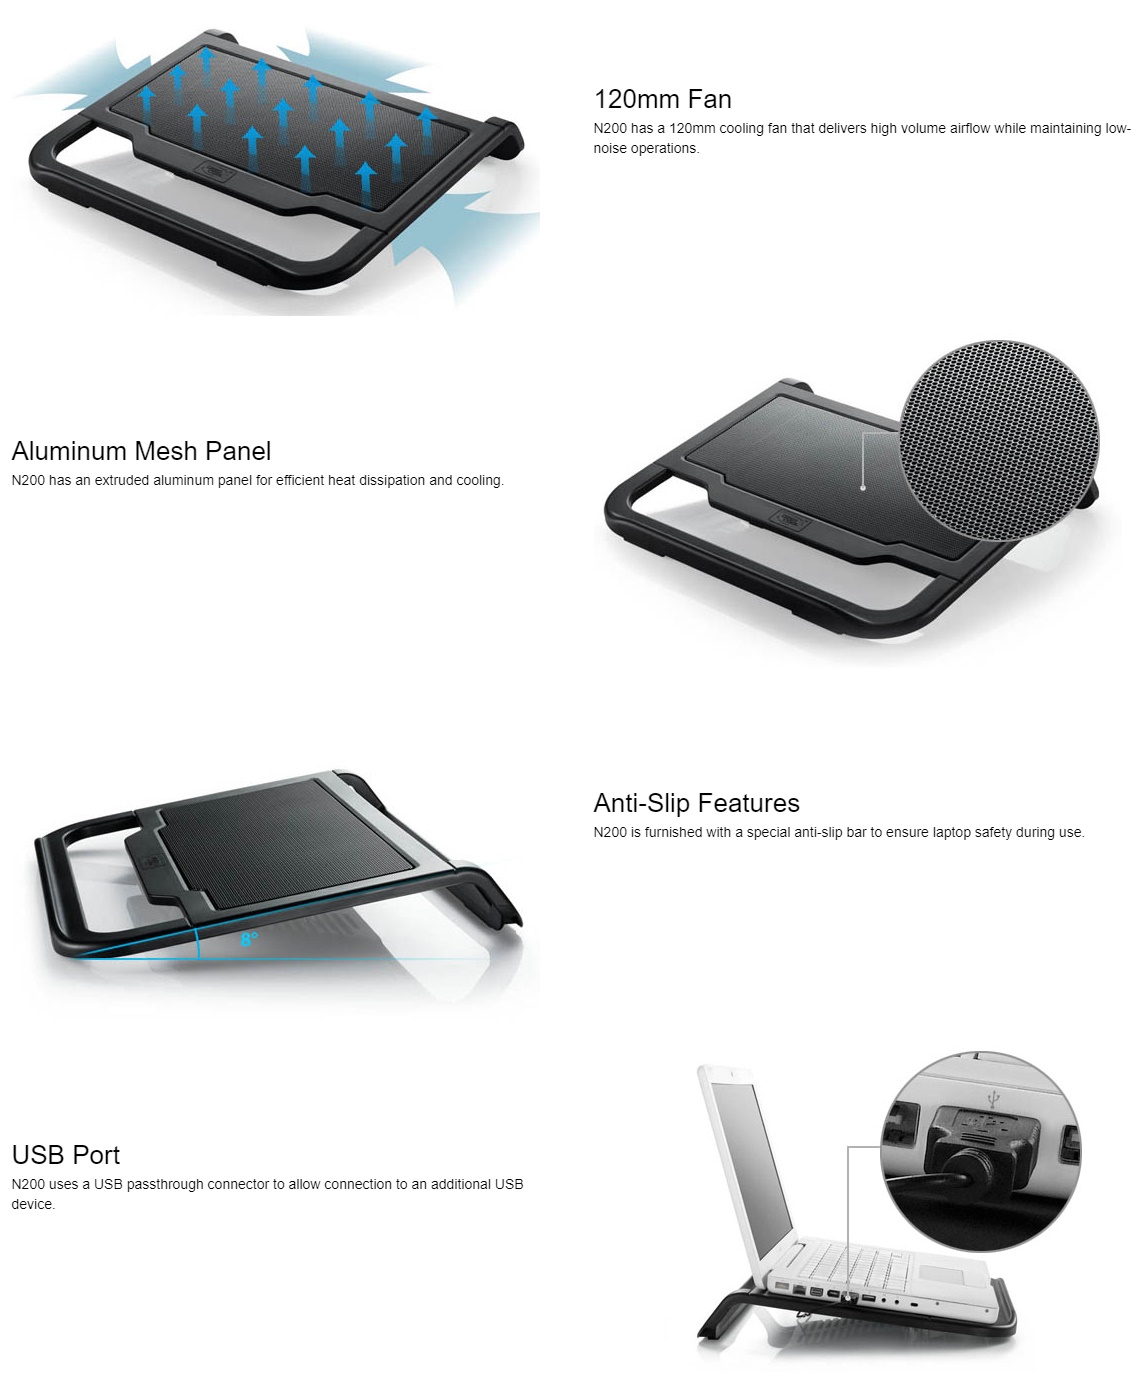 120mm Fan
N200 has a 120mm cooling fan that delivers high volume airflow while maintaining low-
noise operations.
Aluminum Mesh Panel
N200 has an extruded aluminum panel for efficient heat dissipation and cooling.
Anti-Slip Features
N200 is furnished with a special anti-slip bar to ensure laptop safety during use.
8°
USB Port
N200 uses a USB passthrough connector to allow connection to an additional USB
device.